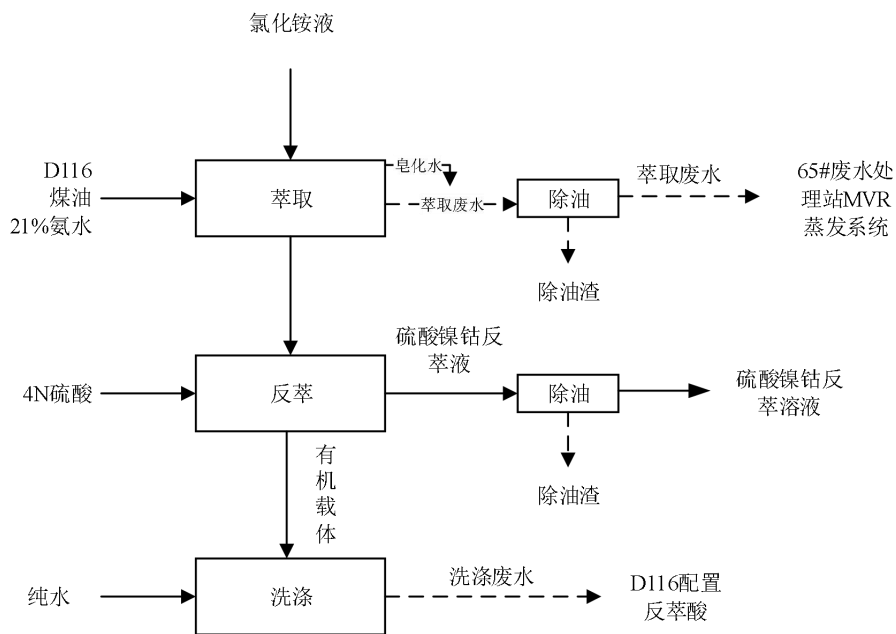 氯化铵液
D116
煤油
21%氨水
萃取
皂化水
萃取废水
除油
萃取废水
65#废水处
理站MVR
蒸发系统
除油渣
4N硫酸
反萃
硫酸镍钴反
萃液
除油
硫酸镍钴反
萃溶液
除油渣
有
机
载
体
纯水
洗涤
洗涤废水
D116配置
反萃酸